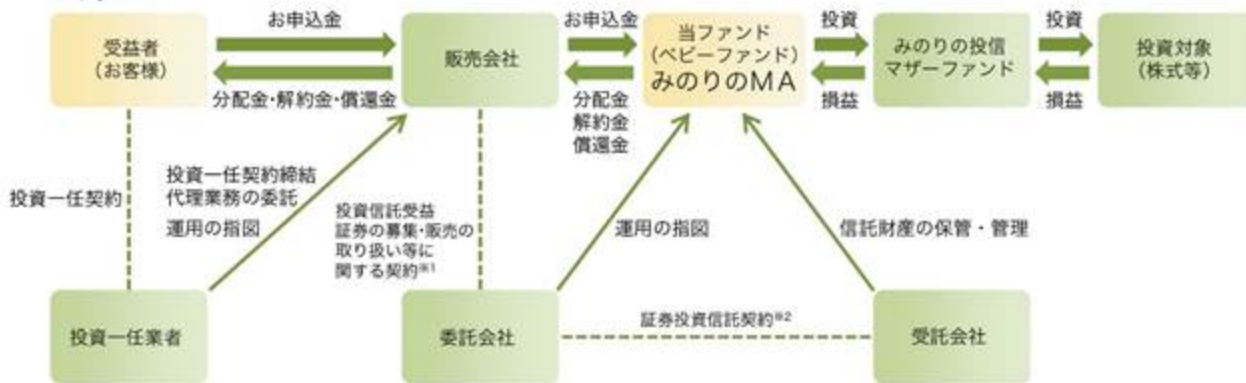 お申込金
お申込金
投資
投資
受益者
(お客様)
販売会社
当ファンド
(ベビーファンド)
みのりのMA
みのりの投信
マザーファンド
投資対象
(株式等)
分配金・解約金・償還金
分配金
解約金
償還金
損益
損益
投資一任契約
投資一任契約締結
代理業務の委託
運用の指図
投資信託受益
証券の募集・販売の
取り扱い等に
関する契約※1
運用の指図
信託財産の保管・管理
投資一任業者
委託会社
証券投資信託契約※2
受託会社